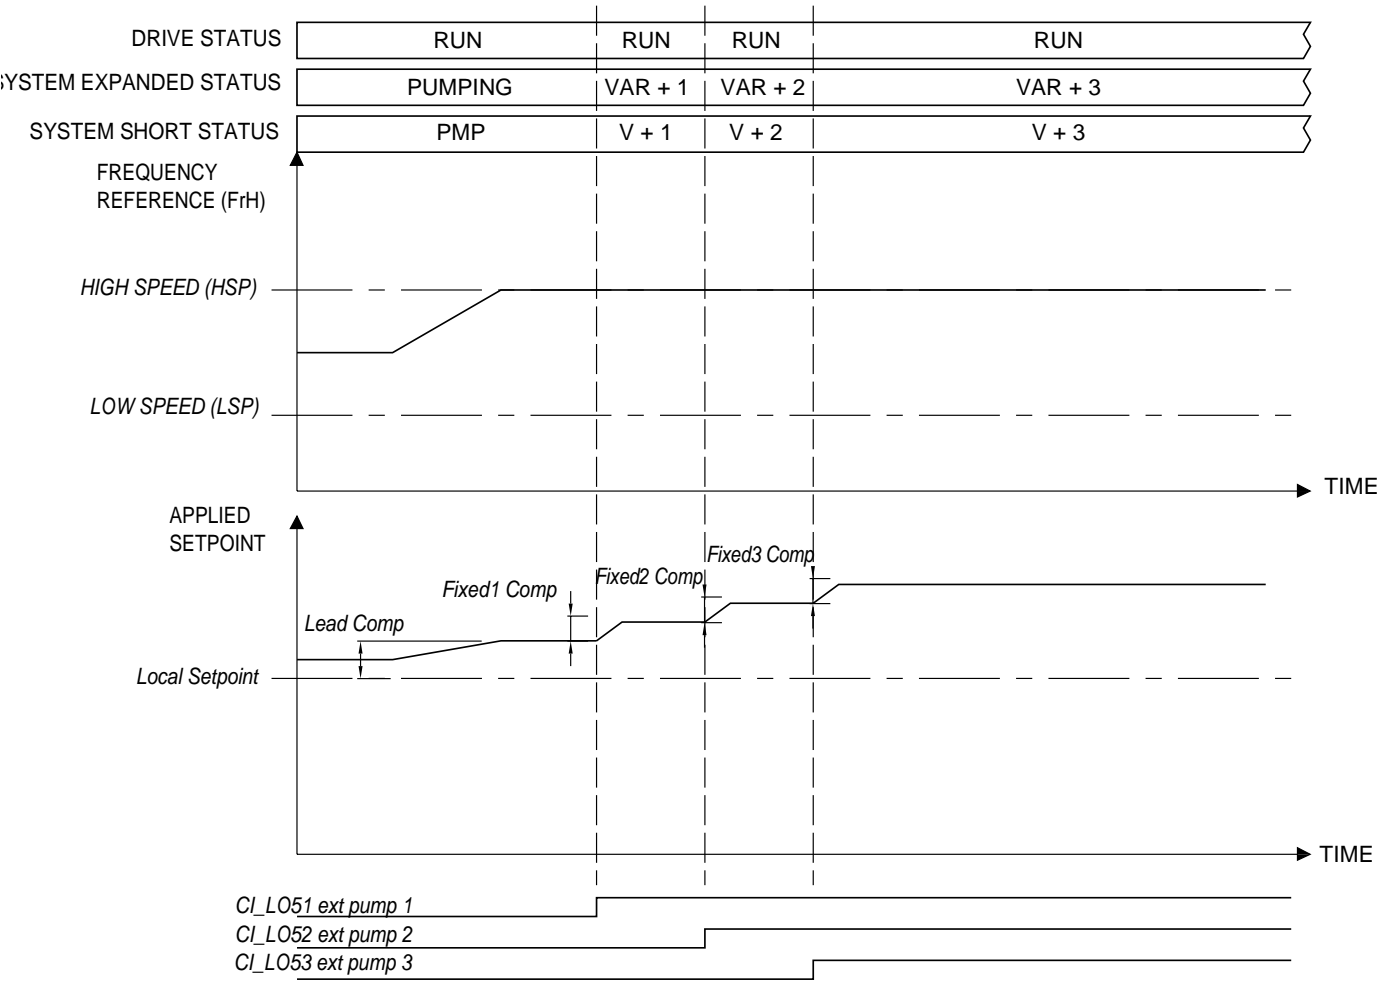 DRIVE STATUS RUN RUN RUN RUN
SYSTEM EXPANDED STATUS PUMPING VAR + 1 VAR + 2 VAR + 3
SYSTEM SHORT STATUS PMP V + 1 V + 2 V + 3
FREQUENCY
REFERENCE (FrH)
HIGH SPEED (HSP)
LOW SPEED (LSP)
TIME
APPLIED
SETPOINT
Fixed3 Comp
Fixed2 Comp
Fixed1 Comp
Lead Comp
Local Setpoint
TIME
CI_LO51 ext pump 1
CI_LO52 ext pump 2
CI_LO53 ext pump 3